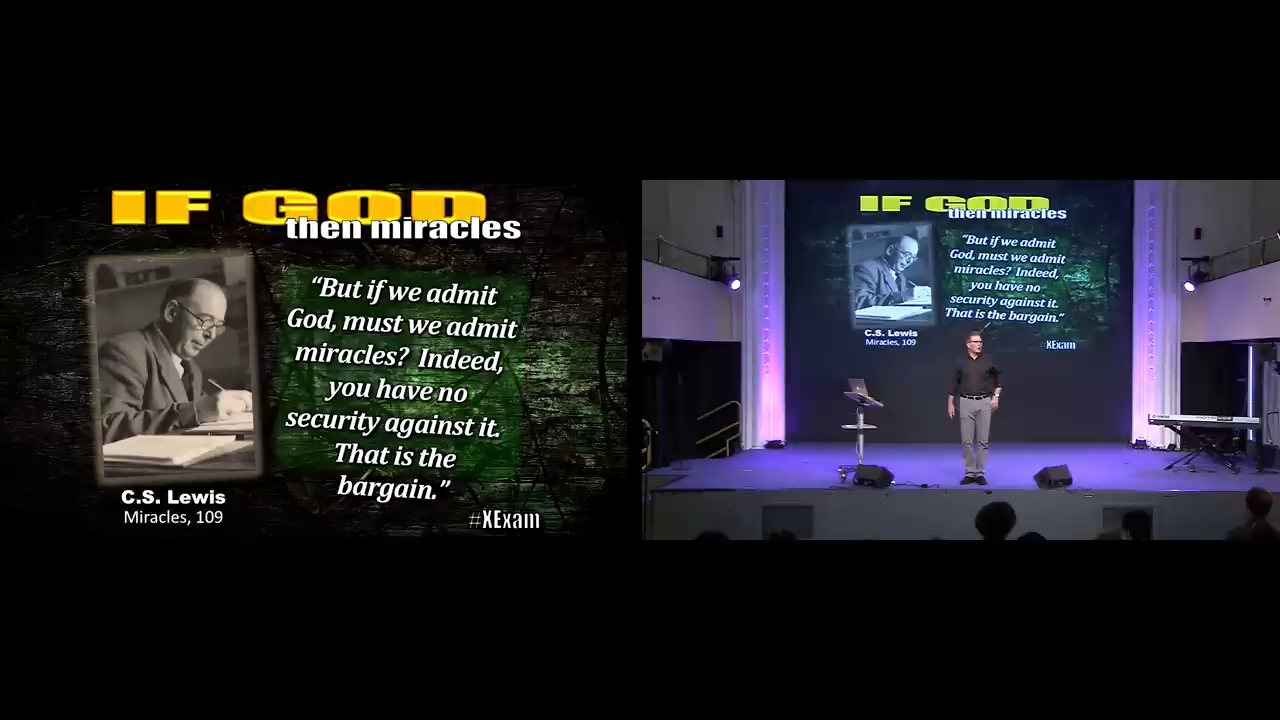 IF GOD
then miracles
“But if we admit
God, must we admit
miracles? Indeed,
you have no
security against it.
That is the
bargain.”
C.S. Lewis
Miracles, 109
#XExam
IF GOD
then miracles
“But if we admit
God, must we admit
miracles? Indeed,
you have no
security against it.
That is the bargain.”
C.S. Lewis
Miracles, 109
#XExam